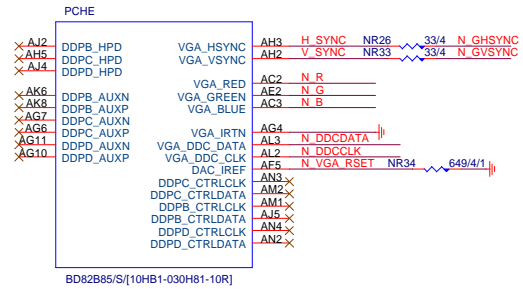 PCHE
AJ2 DDPB_HPD VGA_HSYNC AH3 H_SYNC NR26 33/4 N_GHSYNC
AH5 DDPC_HPD VGA_VSYNC AH2 V_SYNC NR33 33/4 N_GVSYNC
AJ4 DDPD_HPD
VGA_RED AC2 N_R
AK6 DDPB_AUXN VGA_GREEN AE2 N_G
AK8 DDPB_AUXP VGA_BLUE AC3 N_B
AG7 DDPC_AUXN
AG6 DDPC_AUXP VGA_IRTN AG4
AG11 DDPD_AUXN VGA_DDC_DATA AL3 N_DDCDATA
AG10 DDPD_AUXP VGA_DDC_CLK AL2 N_DDCCLK
DAC_IREF AF5 N_VGA_RSET NR34 649/4/1
DDPC_CTRLCLK AN3
DDPC_CTRLDATA AM2
DDPB_CTRLCLK AM1
DDPB_CTRLDATA AJ5
DDPD_CTRLCLK AN4
DDPD_CTRLDATA AN2
BD82B85/S/[10HB1-030H81-10R]